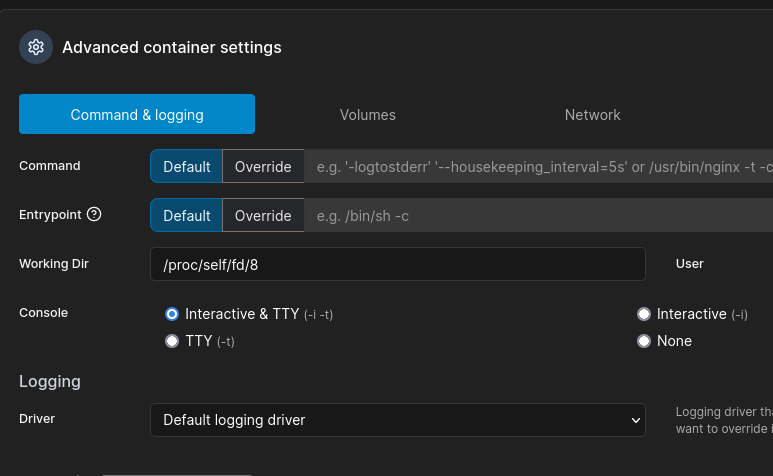 Advanced container settings
Command & logging Volumes Network
Command Default Override e.g. '-logtostderr' '--housekeeping_interval=5s' or /usr/bin/nginx -t -c
Entrypoint Default Override e.g. /bin/sh -c
Working Dir /proc/self/fd/8 User
Console Interactive & TTY (-i -t) Interactive (-i)
TTY (-t) None
Logging
Driver Default logging driver Logging driver tha
want to override i